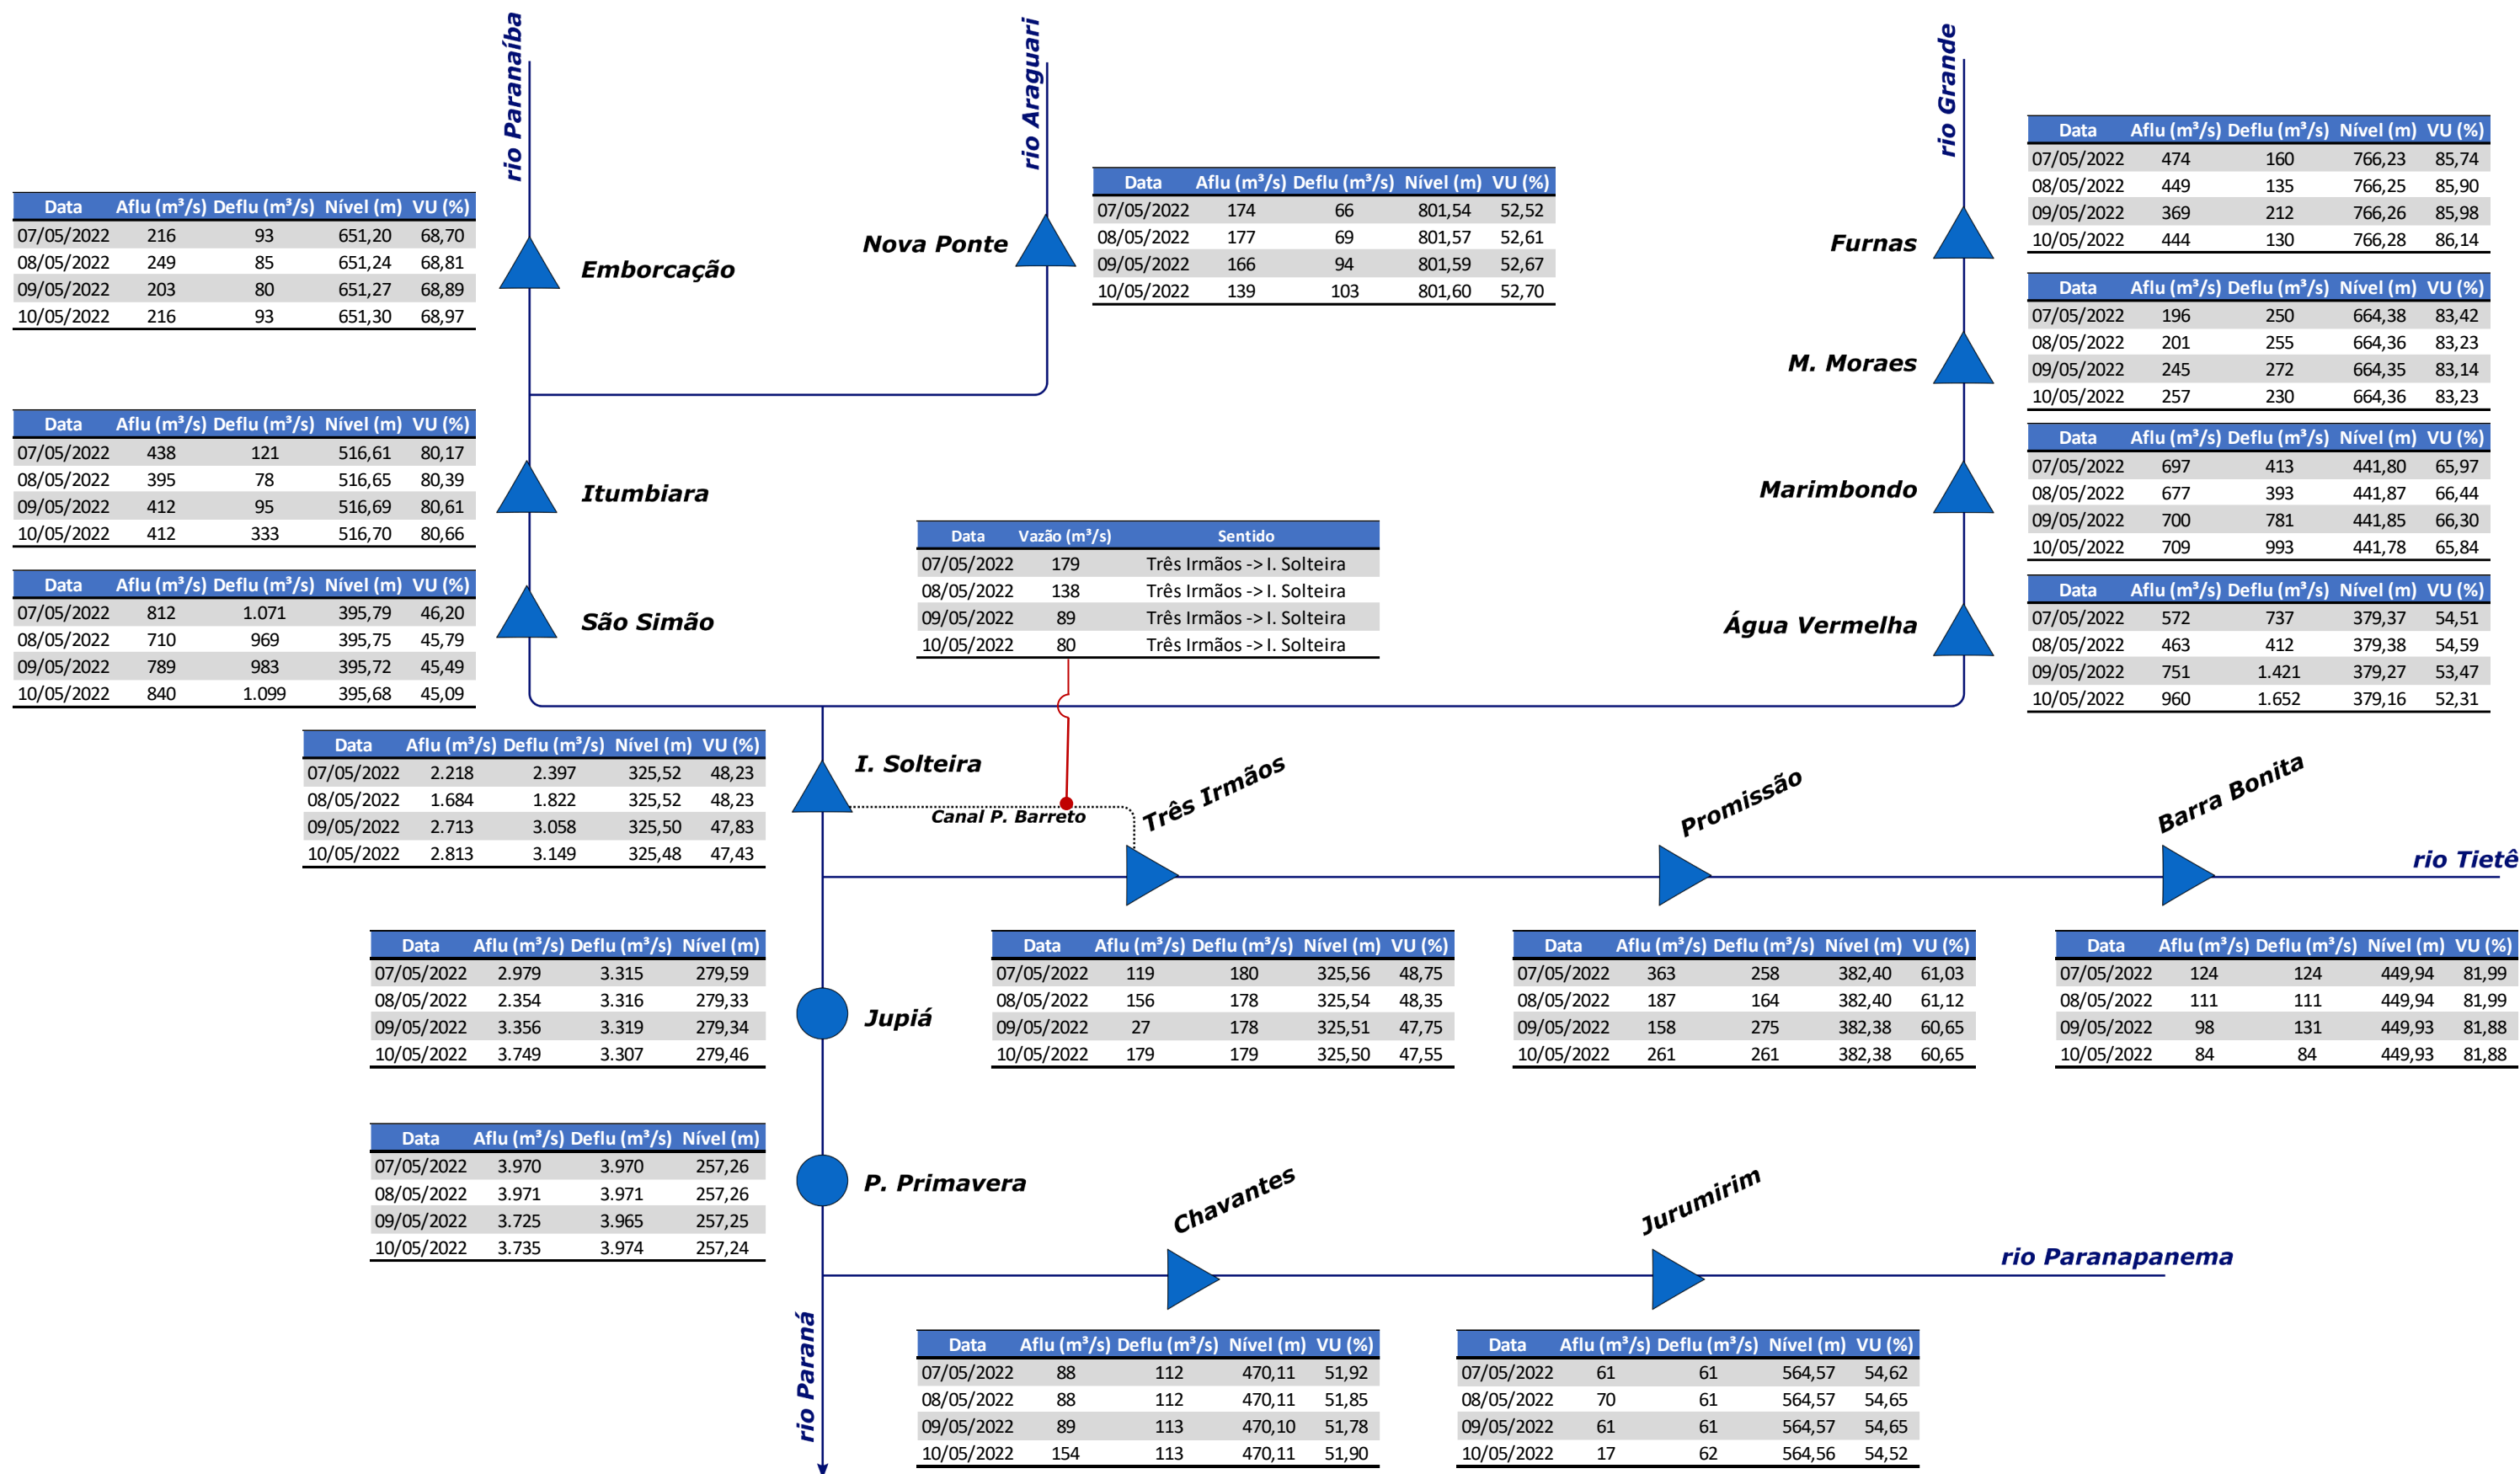 rio Paranaíba
rio Araguari
rio Grande
Data Aflu (m³/s) Deflu (m³/s) Nível (m) VU (%)
07/05/2022 216 93 651,20 68,70
08/05/2022 249 85 651,24 68,81
09/05/2022 203 80 651,27 68,89
10/05/2022 216 93 651,30 68,97
Emborcação
Nova Ponte
Data Aflu (m³/s) Deflu (m³/s) Nível (m) VU (%)
07/05/2022 174 66 801,54 52,52
08/05/2022 177 69 801,57 52,61
09/05/2022 166 94 801,59 52,67
10/05/2022 139 103 801,60 52,70
Furnas
Data Aflu (m³/s) Deflu (m³/s) Nível (m) VU (%)
07/05/2022 474 160 766,23 85,74
08/05/2022 449 135 766,25 85,90
09/05/2022 369 212 766,26 85,98
10/05/2022 444 130 766,28 86,14
M. Moraes
Data Aflu (m³/s) Deflu (m³/s) Nível (m) VU (%)
07/05/2022 196 250 664,38 83,42
08/05/2022 201 255 664,36 83,23
09/05/2022 245 272 664,35 83,14
10/05/2022 257 230 664,36 83,23
Data Aflu (m³/s) Deflu (m³/s) Nível (m) VU (%)
07/05/2022 438 121 516,61 80,17
08/05/2022 395 78 516,65 80,39
09/05/2022 412 95 516,69 80,61
10/05/2022 412 333 516,70 80,66
Itumbiara
Marimbondo
Data Aflu (m³/s) Deflu (m³/s) Nível (m) VU (%)
07/05/2022 697 413 441,80 65,97
08/05/2022 677 393 441,87 66,44
09/05/2022 700 781 441,85 66,30
10/05/2022 709 993 441,78 65,84
Data Aflu (m³/s) Deflu (m³/s) Nível (m) VU (%)
07/05/2022 812 1.071 395,79 46,20
08/05/2022 710 969 395,75 45,79
09/05/2022 789 983 395,72 45,49
10/05/2022 840 1.099 395,68 45,09
São Simão
Data Vazão (m³/s) Sentido
07/05/2022 179 Três Irmãos -> I. Solteira
08/05/2022 138 Três Irmãos -> I. Solteira
09/05/2022 89 Três Irmãos -> I. Solteira
10/05/2022 80 Três Irmãos -> I. Solteira
Água Vermelha
Data Aflu (m³/s) Deflu (m³/s) Nível (m) VU (%)
07/05/2022 572 737 379,37 54,51
08/05/2022 463 412 379,38 54,59
09/05/2022 751 1.421 379,27 53,47
10/05/2022 960 1.652 379,16 52,31
Data Aflu (m³/s) Deflu (m³/s) Nível (m) VU (%)
07/05/2022 2.218 2.397 325,52 48,23
08/05/2022 1.684 1.822 325,52 48,23
09/05/2022 2.713 3.058 325,50 47,83
10/05/2022 2.813 3.149 325,48 47,43
I. Solteira
Canal P. Barreto
Três Irmãos
Promissão
Barra Bonita
rio Tietê
Data Aflu (m³/s) Deflu (m³/s) Nível (m)
07/05/2022 2.979 3.315 279,59
08/05/2022 2.354 3.316 279,33
09/05/2022 3.356 3.319 279,34
10/05/2022 3.749 3.307 279,46
Jupiá
Data Aflu (m³/s) Deflu (m³/s) Nível (m) VU (%)
07/05/2022 119 180 325,56 48,75
08/05/2022 156 178 325,54 48,35
09/05/2022 27 178 325,51 47,75
10/05/2022 179 179 325,50 47,55
Data Aflu (m³/s) Deflu (m³/s) Nível (m) VU (%)
07/05/2022 363 258 382,40 61,03
08/05/2022 187 164 382,40 61,12
09/05/2022 158 275 382,38 60,65
10/05/2022 261 261 382,38 60,65
Data Aflu (m³/s) Deflu (m³/s) Nível (m) VU (%)
07/05/2022 124 124 449,94 81,99
08/05/2022 111 111 449,94 81,99
09/05/2022 98 131 449,93 81,88
10/05/2022 84 84 449,93 81,88
Data Aflu (m³/s) Deflu (m³/s) Nível (m)
07/05/2022 3.970 3.970 257,26
08/05/2022 3.971 3.971 257,26
09/05/2022 3.725 3.965 257,25
10/05/2022 3.735 3.974 257,24
P. Primavera
Chavantes
Jurumirim
rio Paranapanema
rio Paraná
Data Aflu (m³/s) Deflu (m³/s) Nível (m) VU (%)
07/05/2022 88 112 470,11 51,92
08/05/2022 88 112 470,11 51,85
09/05/2022 89 113 470,10 51,78
10/05/2022 154 113 470,11 51,90
Data Aflu (m³/s) Deflu (m³/s) Nível (m) VU (%)
07/05/2022 61 61 564,57 54,62
08/05/2022 70 61 564,57 54,65
09/05/2022 61 61 564,57 54,65
10/05/2022 17 62 564,56 54,52